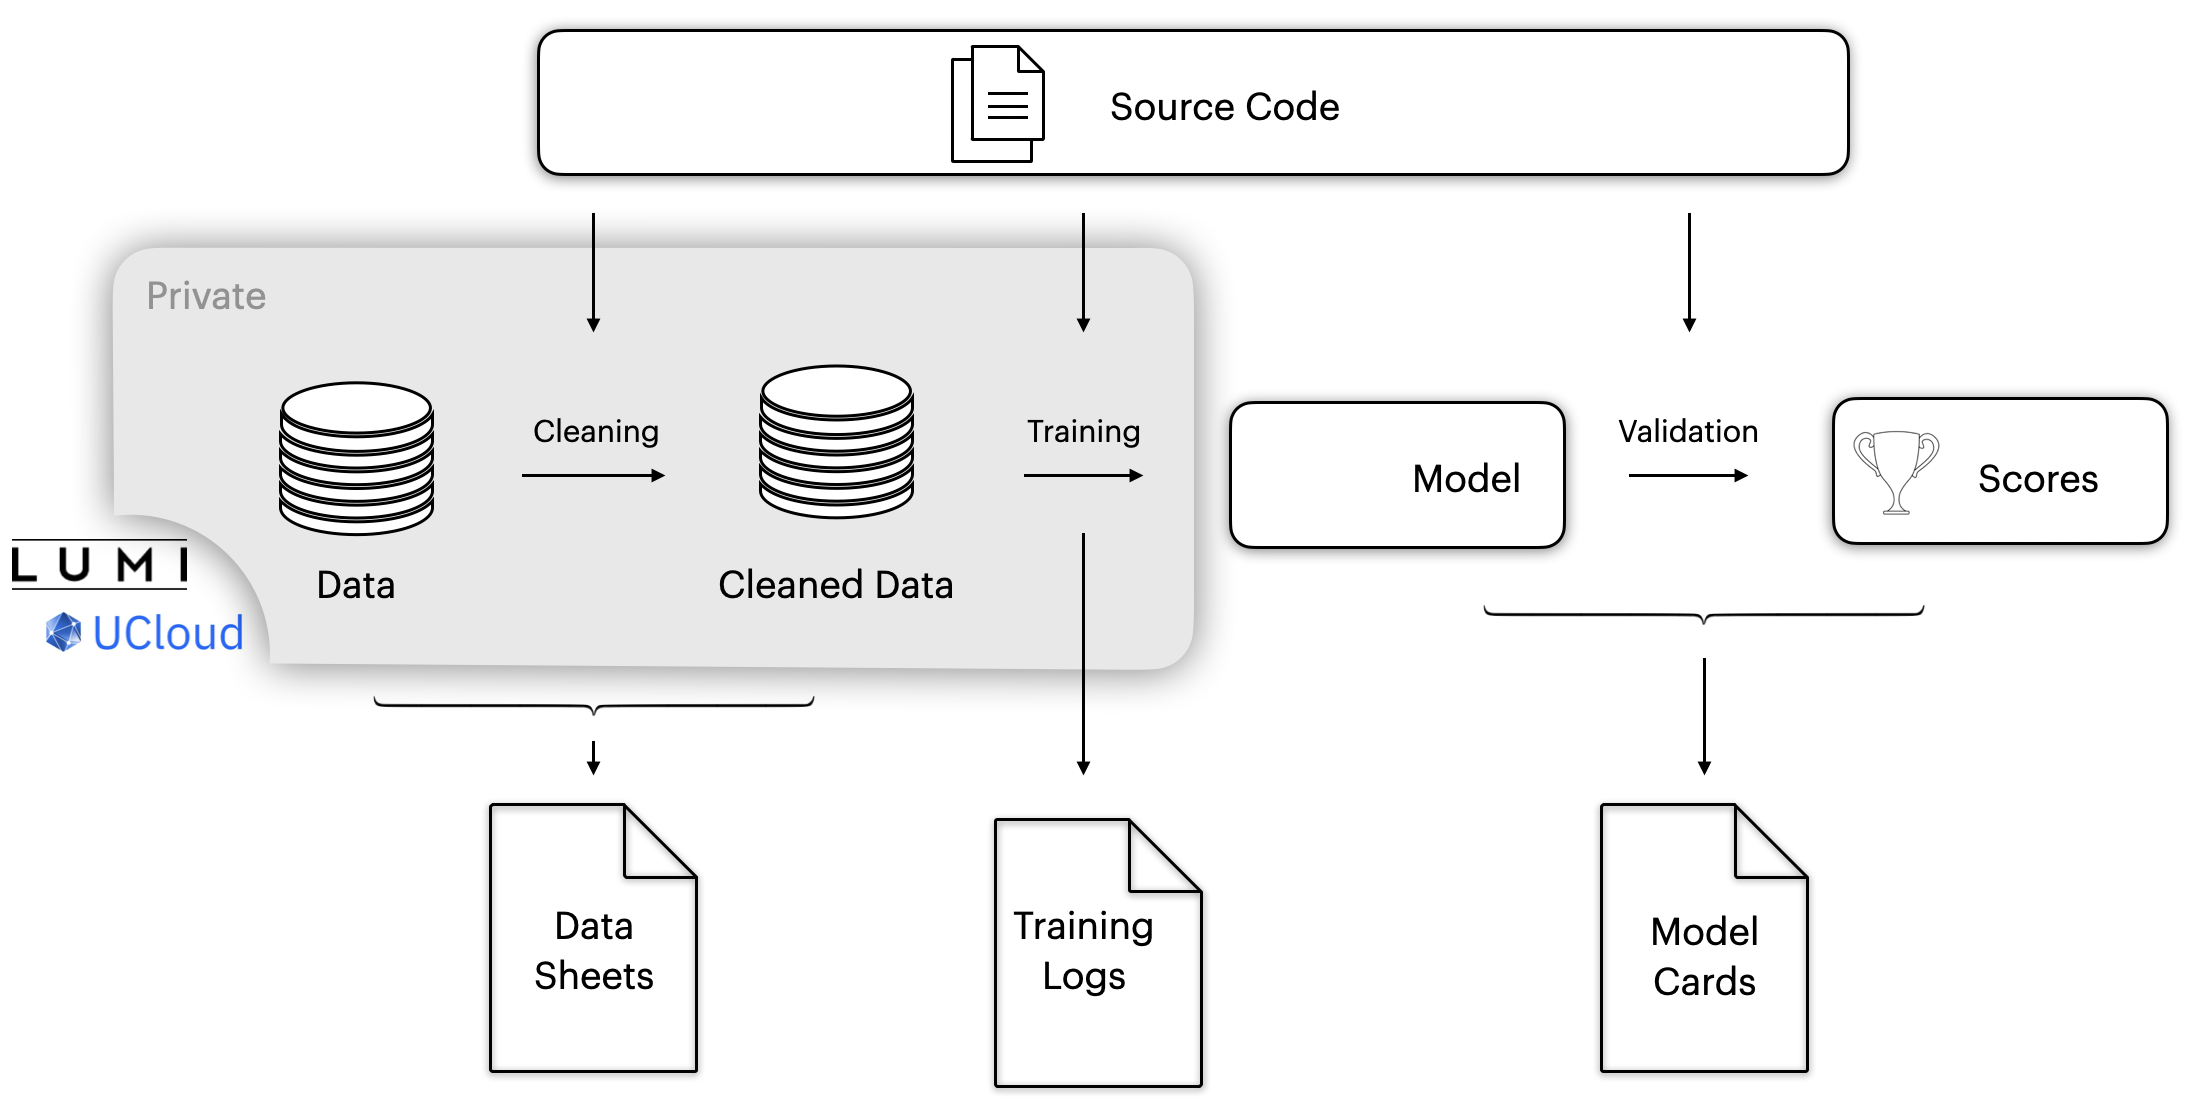 Source Code
Private
Cleaning
Training
Validation
Model
Scores
LUMI
UCloud
Data
Cleaned Data
Data
Sheets
Training
Logs
Model
Cards